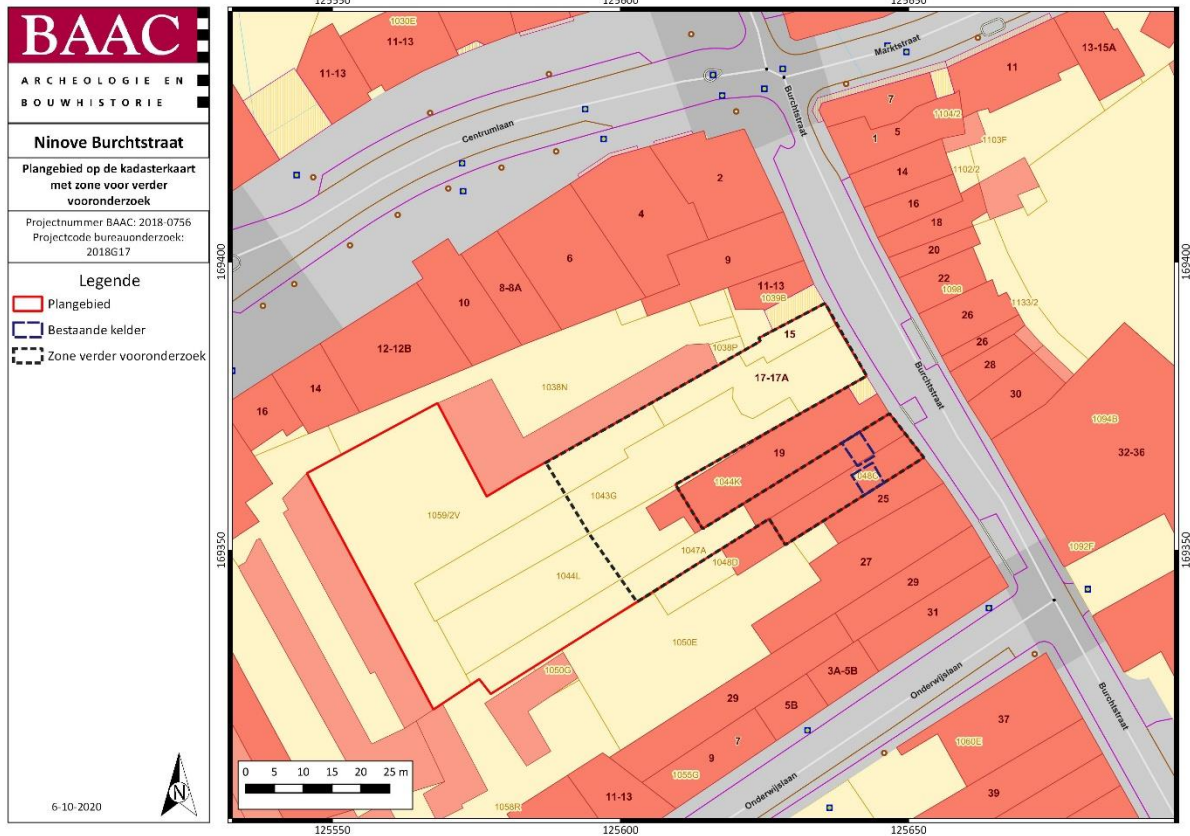 BAAC
ARCHEOLOGIE EN
BOUWHISTORIE
Ninove Burchtstraat
Plangebied op de kadasterkaart
met zone voor verder
vooronderzoek
Projectnummer BAAC: 2018-0756
Projectcode bureauonderzoek:
2018G17
Legende
Plangebied
Bestaande kelder
Zone verder vooronderzoek
6-10-2020
N
125550
125600
125650
169400
169400
1030E
11-13
11-13
Centrumlaan
Burchtstraat
Marktstraat
11
13-15A
7
5
1
1104/2
1103F
1102/2
14
16
18
20
22
1098
26
26
28
30
1133/2
2
4
6
9
11-13
1039B
8-8A
10
12-12B
14
16
1038P
15
17-17A
1038N
Burchtstraat
1094B
32-36
19
1044K
25
1043G
1059/2V
1047A
1048D
1044L
27
29
31
1092F
169350
169350
1050E
1050G
3A-5B
29
5B
7
9
1055G
11-13
1058R
Onderwijslaan
Onderwijslaan
Burchtstraat
37
1060E
39
0 5 10 15 20 25 m
125550
125600
125650